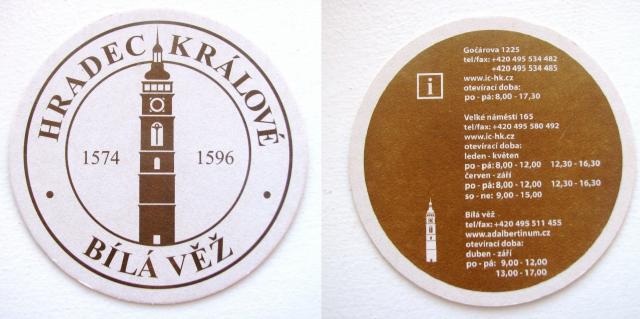 HRADEC KRÁLOVÉ
1574 1596
BÍLÁ VĚŽ
i
Gočárova 1225
tel/fax: +420 495 534 482
+420 495 534 485
www.ic-hk.cz
otevírací doba:
po - pá: 8,00 - 17,30
Velké náměstí 165
tel/fax: +420 495 580 492
www.ic-hk.cz
otevírací doba:
leden - květen
po - pá: 8,00 - 12,00 12,30 - 16,30
červen - září
po - pá: 8,00 - 12,00 12,30 - 16,30
so - ne: 9,00 - 15,00
Bílá věž
tel/fax: +420 495 511 455
www.adalbertinum.cz
otevírací doba:
duben - září
po - pá: 9,00 - 12,00
13,00 - 17,00